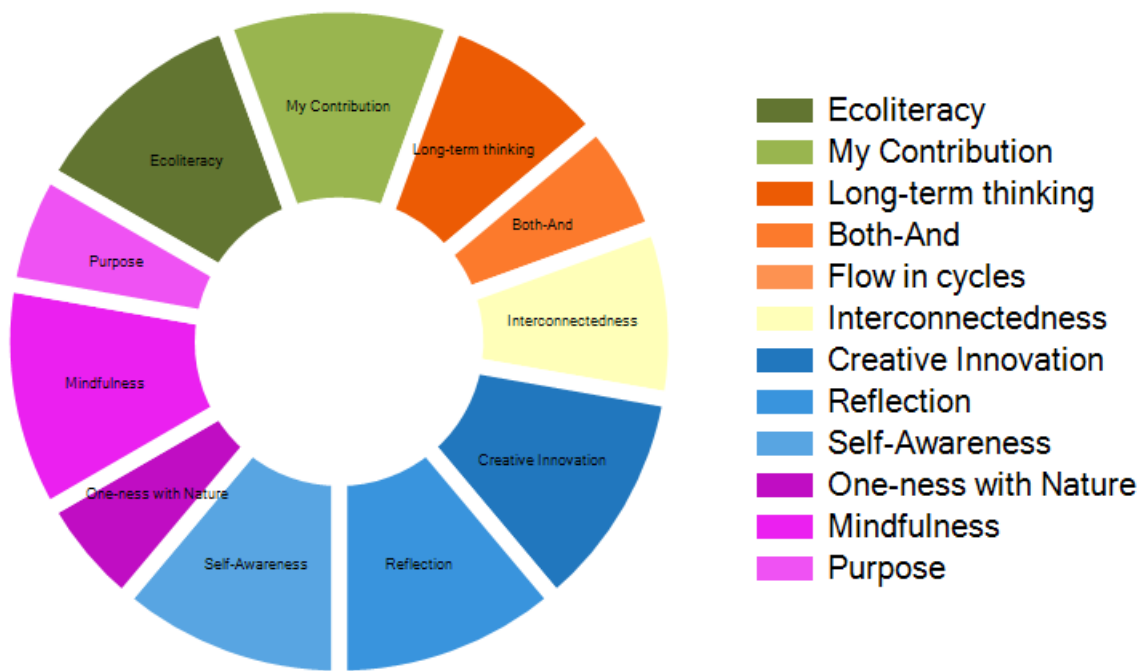 My Contribution
Long-term thinking
Ecoliteracy
Both-And
Purpose
Interconnectedness
Mindfulness
Creative Innovation
One-ness with Nature
Self-Awareness
Reflection
Ecoliteracy
My Contribution
Long-term thinking
Both-And
Flow in cycles
Interconnectedness
Creative Innovation
Reflection
Self-Awareness
One-ness with Nature
Mindfulness
Purpose